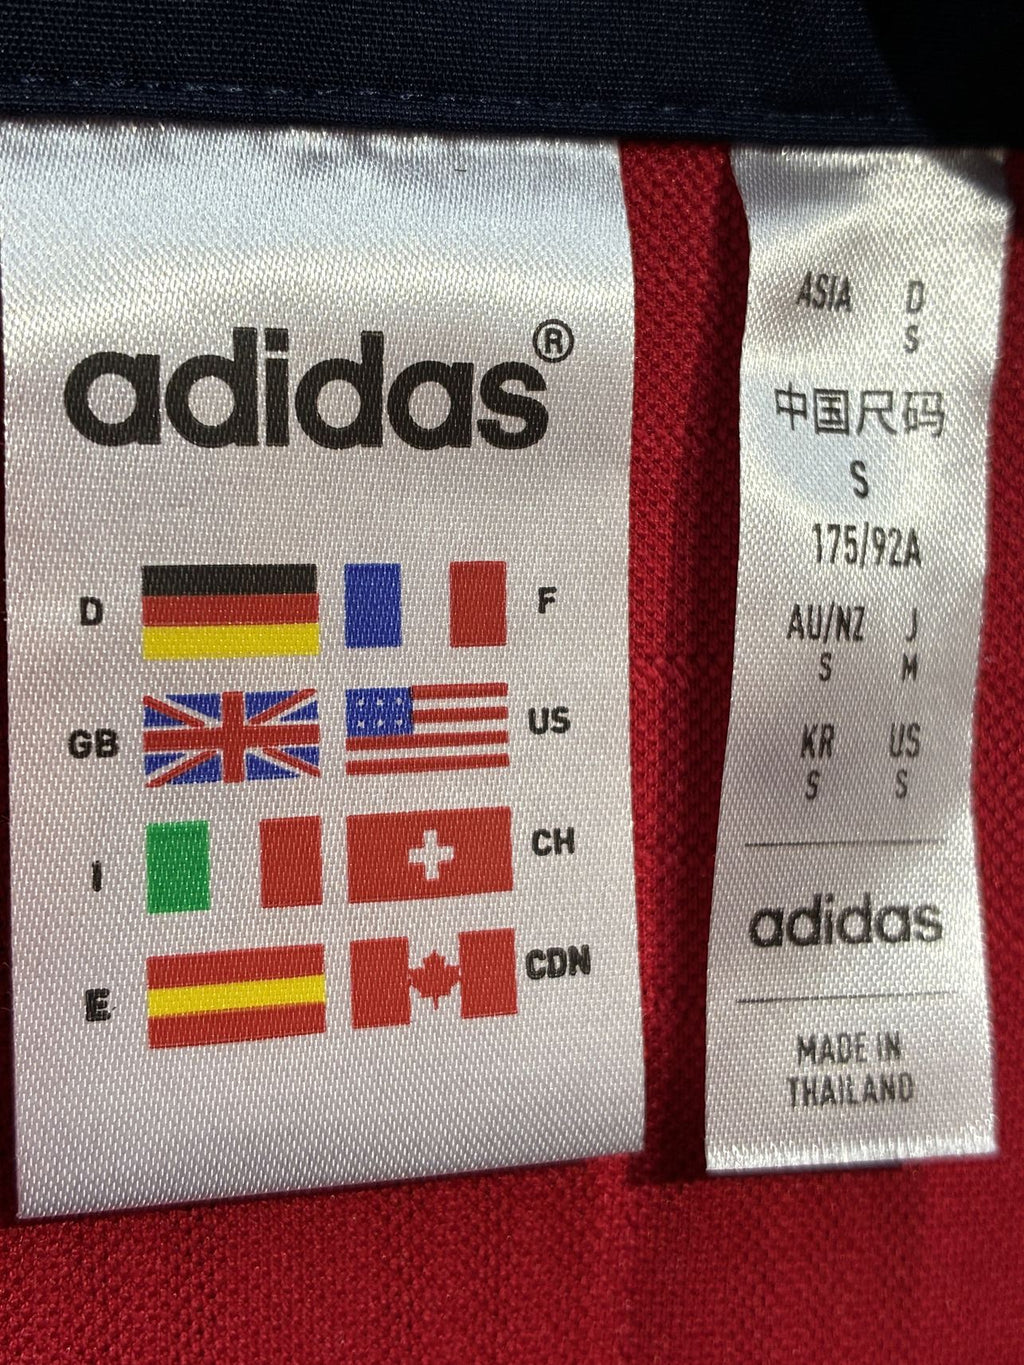 adidas®
D F
GB US
I CH
E CDN
ASIA D
S
中国尺码
S
175/92A
AU/NZ J
S M
KR US
S S
adidas
MADE IN
THAILAND